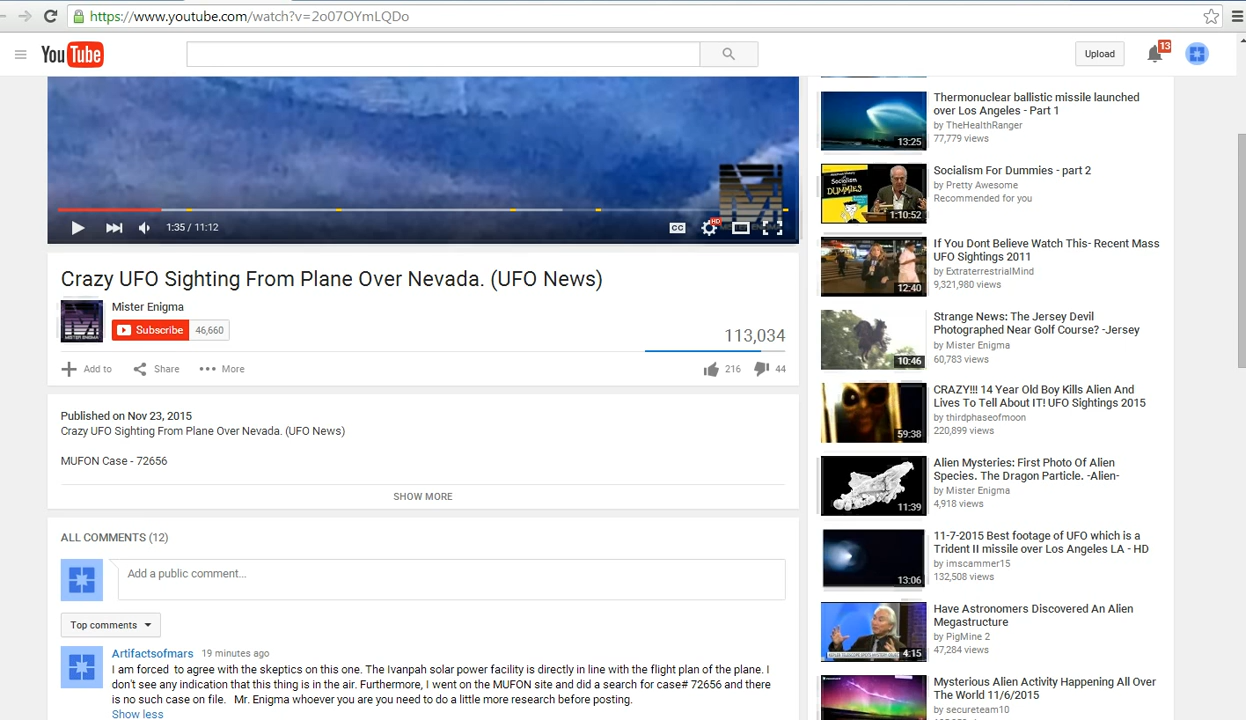 https://www.youtube.com/watch?v=2o07OYmLQDo
YouTube
Upload
13
1:35 / 11:12
CC
HD
Crazy UFO Sighting From Plane Over Nevada. (UFO News)
Mister Enigma
Subscribe 46,660
113,034
Add to Share More
216 44
Published on Nov 23, 2015
Crazy UFO Sighting From Plane Over Nevada. (UFO News)
MUFON Case - 72656
SHOW MORE
ALL COMMENTS (12)
Add a public comment...
Top comments
Artifactsofmars 19 minutes ago
I am forced to agree with the skeptics on this one. The Ivanpah solar power facility is directly in line with the flight plan of the plane. I
don't see any indication that this thing is in the air. Furthermore, I went on the MUFON site and did a search for case# 72656 and there
is no such case on file. Mr. Enigma whoever you are you need to do a little more research before posting.
Show less
Thermonuclear ballistic missile launched
over Los Angeles - Part 1
by TheHealthRanger
77,779 views
13:25
Socialism For Dummies - part 2
by Pretty Awesome
Recommended for you
1:10:52
If You Dont Believe Watch This- Recent Mass
UFO Sightings 2011
by ExtraterrestrialMind
9,321,980 views
12:40
Strange News: The Jersey Devil
Photographed Near Golf Course? -Jersey
by Mister Enigma
60,783 views
10:46
CRAZY!!! 14 Year Old Boy Kills Alien And
Lives To Tell About IT! UFO Sightings 2015
by thirdphaseofmoon
220,899 views
59:38
Alien Mysteries: First Photo Of Alien
Species. The Dragon Particle. -Alien-
by Mister Enigma
4,918 views
11:39
11-7-2015 Best footage of UFO which is a
Trident II missile over Los Angeles LA - HD
by imscammer15
132,508 views
13:06
Have Astronomers Discovered An Alien
Megastructure
by PigMine 2
47,284 views
4:15
Mysterious Alien Activity Happening All Over
The World 11/6/2015
by secureteam10